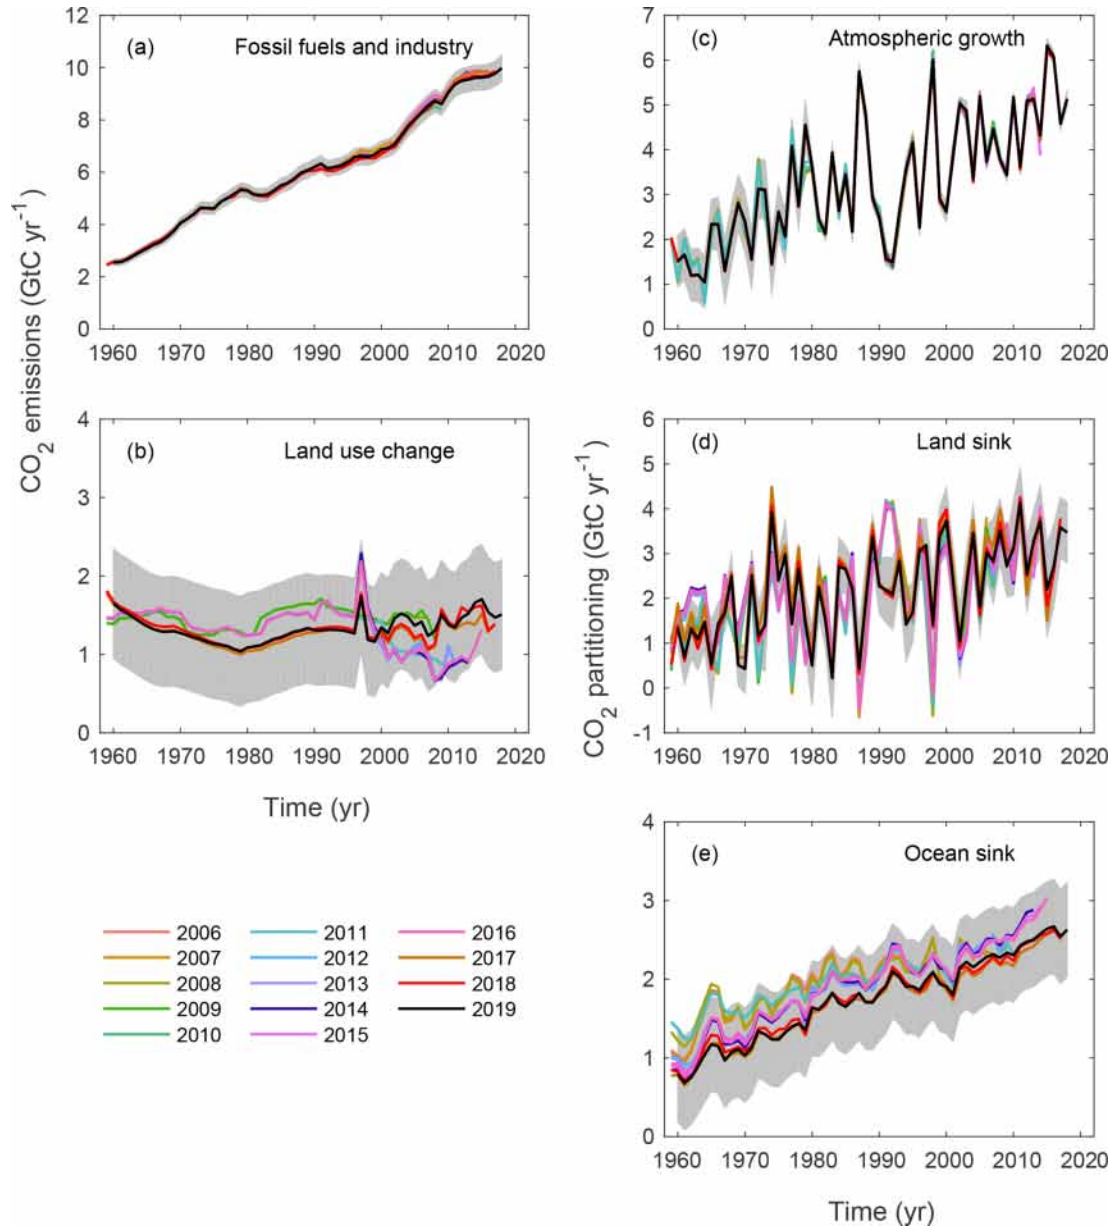 (a) Fossil fuels and industry
12
10
8
6
4
2
0
1960 1970 1980 1990 2000 2010 2020
(b) Land use change
4
3
2
1
0
1960 1970 1980 1990 2000 2010 2020
CO2 emissions (GtC yr-1)
Time (yr)
(c) Atmospheric growth
7
6
5
4
3
2
1
0
1960 1970 1980 1990 2000 2010 2020
(d) Land sink
6
5
4
3
2
1
0
-1
1960 1970 1980 1990 2000 2010 2020
CO2 partitioning (GtC yr-1)
(e) Ocean sink
4
3
2
1
0
1960 1970 1980 1990 2000 2010 2020
Time (yr)
2006 2011 2016
2007 2012 2017
2008 2013 2018
2009 2014 2019
2010 2015